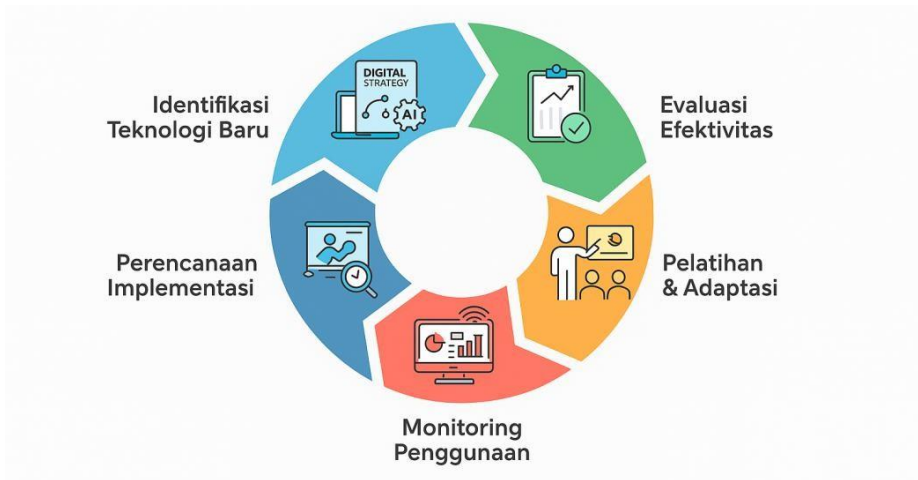 DIGITAL
STRATEGY
AI
Identifikasi
Teknologi Baru
Evaluasi
Efektivitas
Pelatihan
& Adaptasi
Monitoring
Penggunaan
Perencanaan
Implementasi